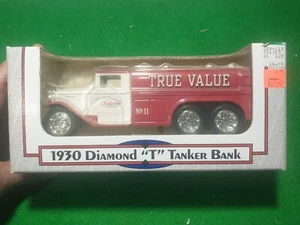 TRUE VALUE
No 11
1930 DIAMOND "T" TANKER BANK